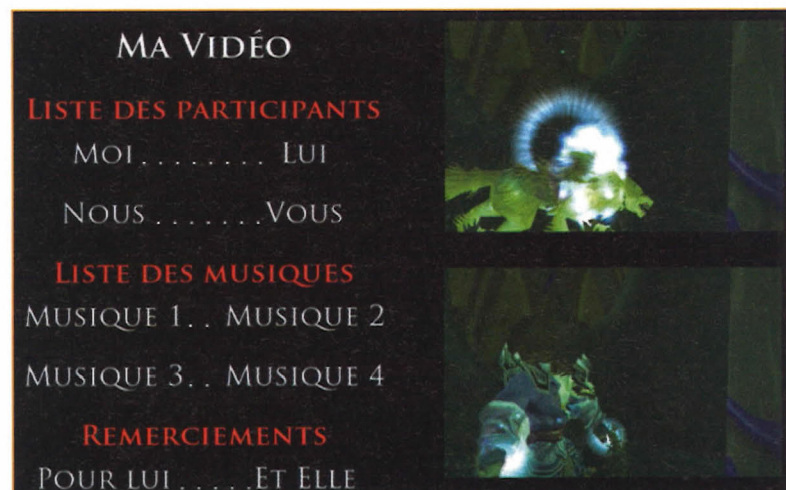 MA VIDÉO
LISTE DES PARTICIPANTS
MOI........ LUI
NOUS.......VOUS
LISTE DES MUSIQUES
MUSIQUE 1.. MUSIQUE 2
MUSIQUE 3.. MUSIQUE 4
REMERCIEMENTS
POUR LUI.....ET ELLE